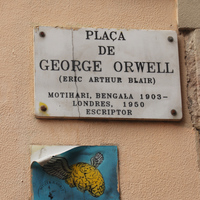 PLAÇA
DE
GEORGE ORWELL
(ERIC ARTHUR BLAIR)
MOTIHARI, BENGALA 1903-
LONDRES, 1950
ESCRIPTOR